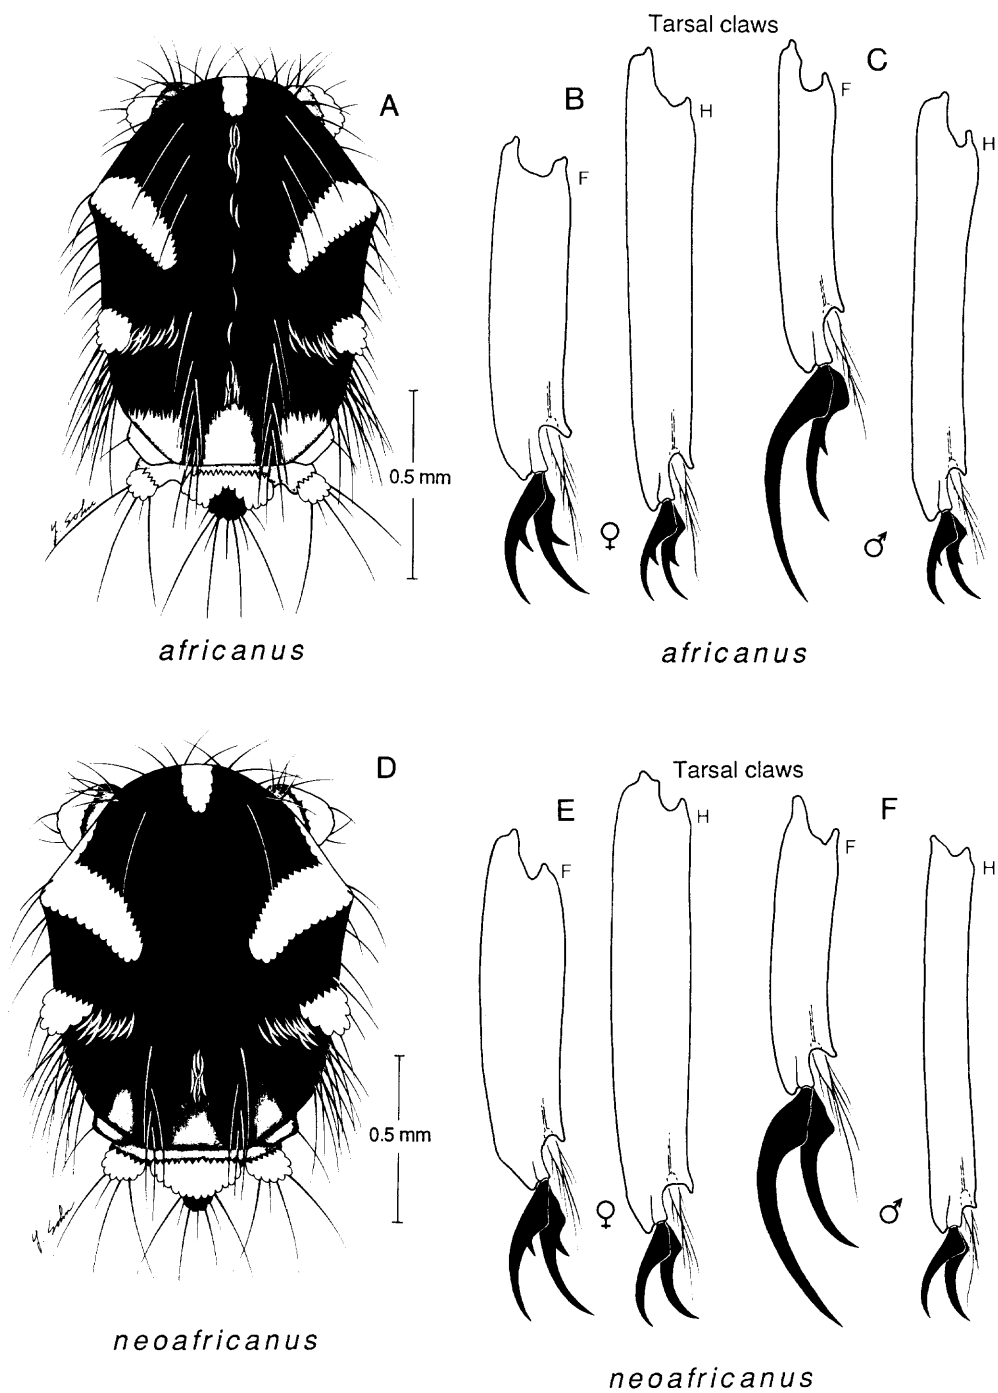 Tarsal claws
A
B
C
F
H
F
H
0.5 mm
♀
♂
africanus
africanus
D
Tarsal claws
E
F
F
H
F
H
0.5 mm
♀
♂
neoafricanus
neoafricanus